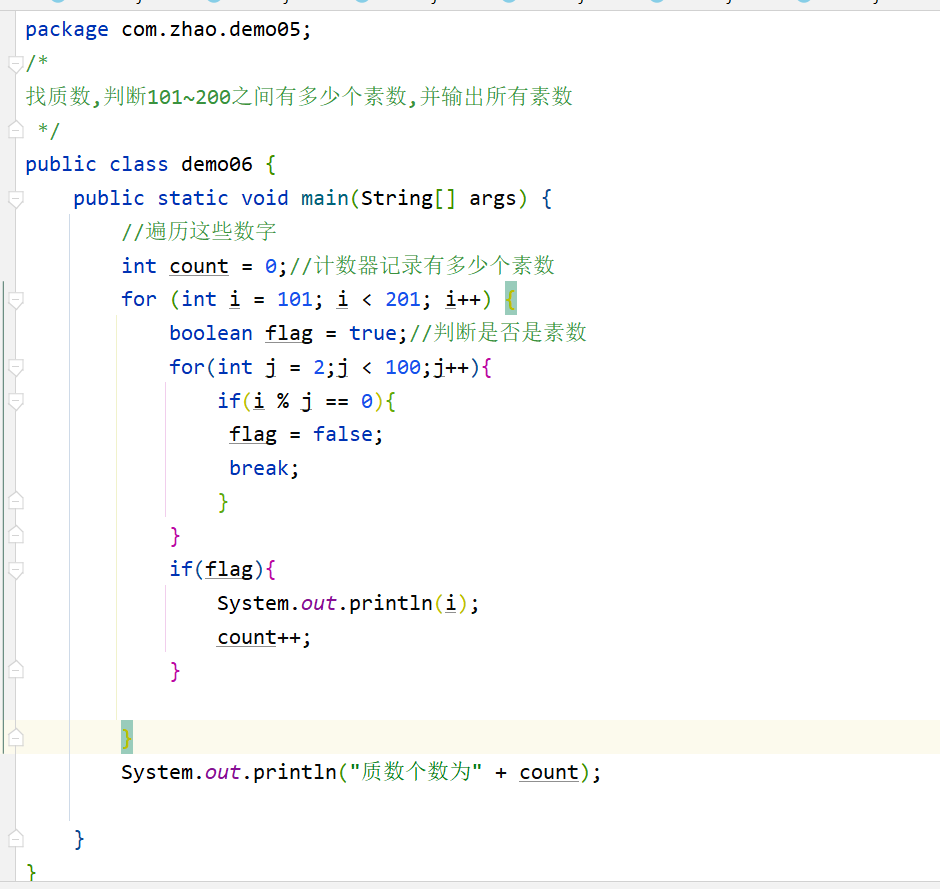 package com.zhao.demo05;
/*
找质数,判断101~200之间有多少个素数,并输出所有素数
 */
public class demo06 {
    public static void main(String[] args) {
        //遍历这些数字
        int count = 0;//计数器记录有多少个素数
        for (int i = 101; i < 201; i++) {
            boolean flag = true;//判断是否是素数
            for(int j = 2;j < 100;j++){
                if(i % j == 0){
                 flag = false;
                 break;
                }
            }
            if(flag){
                System.out.println(i);
                count++;
            }
        }
        System.out.println("质数个数为" + count);
    }
}